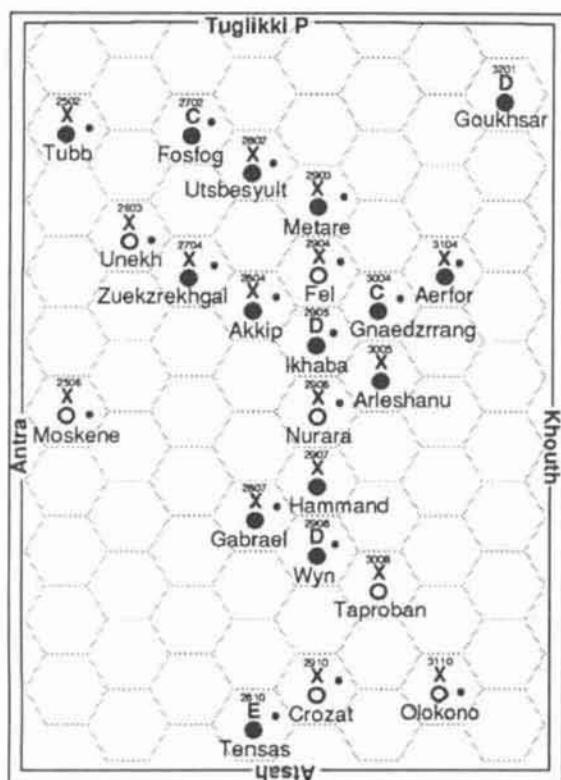 Tuglikki P
3201
D
Goukhsar
2502
X
Tubb
2702
C
Fosfog
2802
X
Utsbesyult
2903
X
Metare
2603
X
Unekh
2704
X
Zuekzrekhgal
2804
X
Akkip
2904
X
Fel
3004
C
Gnaedzrrang
3104
X
Aerfor
2905
D
Ikhaba
3005
X
Arleshanu
2506
X
Moskene
2906
X
Nurara
Antra
Khouth
2907
X
Hammand
2807
X
Gabrael
2908
D
Wyn
3008
X
Taproban
2910
X
Crozat
3110
X
Olokono
2810
E
Tensas
Atsah